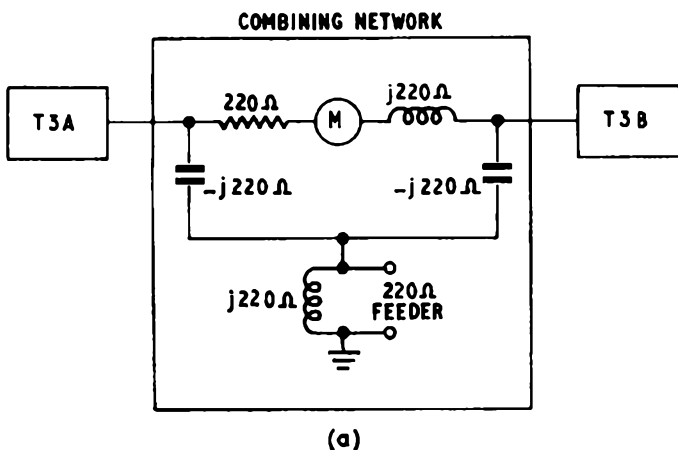 COMBINING NETWORK
T3A
220Ω
M
j220Ω
T3B
-j220Ω
-j220Ω
j220Ω
220Ω
FEEDER
(a)